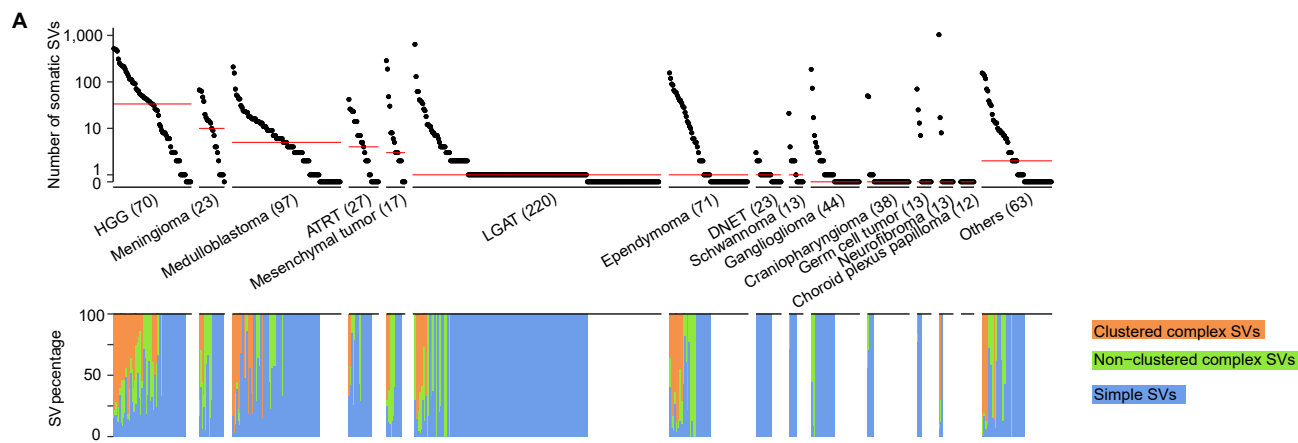 A
Number of somatic SVs
1,000
100
10
1
0
HGG (70)
Meningioma (23)
Medulloblastoma (97)
ATRT (27)
Mesenchymal tumor (17)
LGAT (220)
Ependymoma (71)
DNET (23)
Schwannoma (13)
Ganglioglioma (44)
Craniopharyngioma (38)
Germ cell tumor (13)
Neurofibroma (13)
Choroid plexus papilloma (12)
Others (63)
SV percentage
100
50
0
Clustered complex SVs
Non−clustered complex SVs
Simple SVs